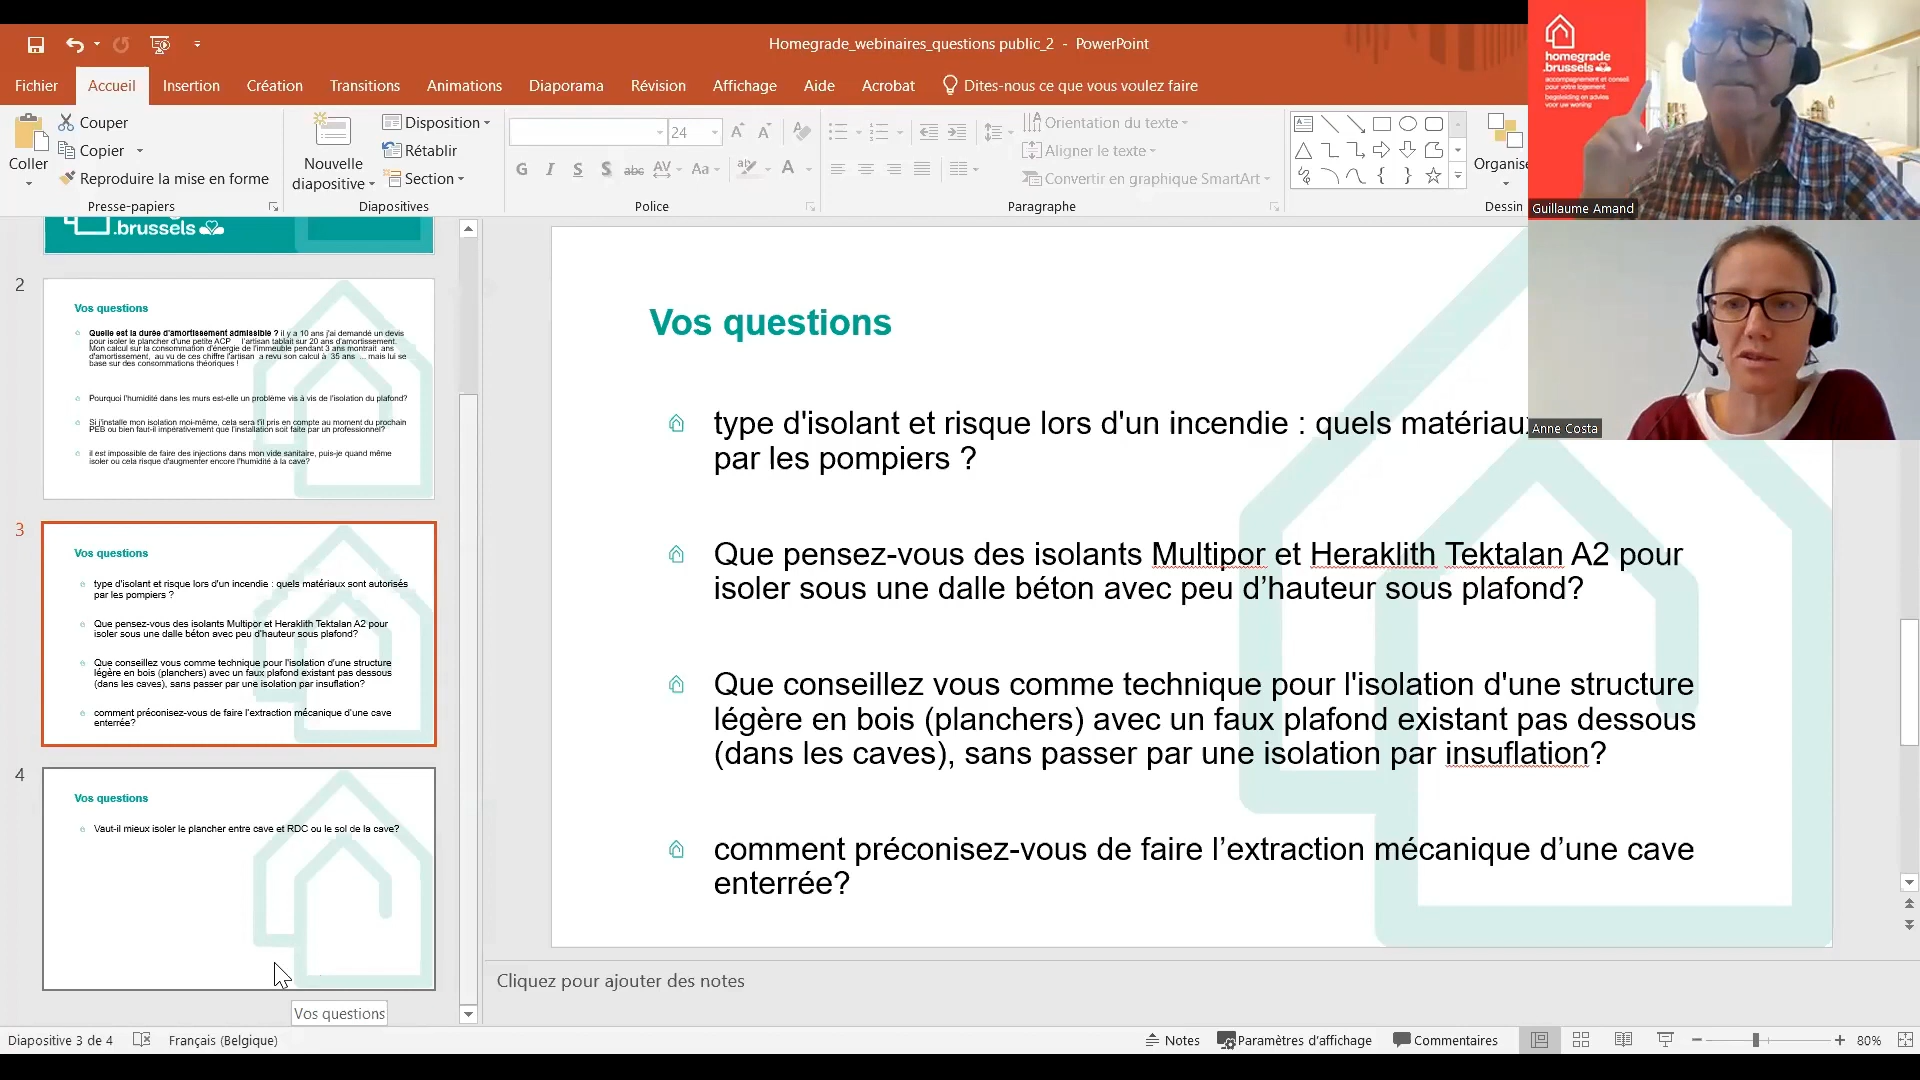 Homegrade_webinaires_questions public_2 - PowerPoint
Fichier
Accueil
Insertion
Création
Transitions
Animations
Diaporama
Révision
Affichage
Aide
Acrobat
Dites-nous ce que vous voulez faire
Coller
Couper
Copier
Reproduire la mise en forme
Presse-papiers
Nouvelle
diapositive
Disposition
Rétablir
Section
Diapositives
24
G I S S abc AV Aa A
Police
Orientation du texte
Aligner le texte
Convertir en graphique SmartArt
Paragraphe
Organise
Dessin
homegrade
.brussels
accompagnement et conseil
pour votre logement
begeleiding en advies
voor uw woning
Guillaume Amand
Anne Costa
.brussels
2
Vos questions
Quelle est la durée d'amortissement admissible ? il y a 10 ans j'ai demandé un devis
pour isoler le plancher d'une petite ACP l'artisan tablait sur 20 ans d'amortissement.
Mon calcul sur la consommation d'énergie de l'immeuble pendant 3 ans montrait ans
d'amortissement, au vu de ces chiffre l'artisan a revu son calcul à 35 ans ... mais lui se
base sur des consommations théoriques !
Pourquoi l'humidité dans les murs est-elle un problème vis à vis de l'isolation du plafond?
Si j'installe mon isolation moi-même, cela sera t'il pris en compte au moment du prochain
PEB ou bien faut-il impérativement que l'installation soit faite par un professionnel?
il est impossible de faire des injections dans mon vide sanitaire, puis-je quand même
isoler ou cela risque d'augmenter encore l'humidité à la cave?
3
Vos questions
type d'isolant et risque lors d'un incendie : quels matériaux sont autorisés
par les pompiers ?
Que pensez-vous des isolants Multipor et Heraklith Tektalan A2 pour
isoler sous une dalle béton avec peu d'hauteur sous plafond?
Que conseillez vous comme technique pour l'isolation d'une structure
légère en bois (planchers) avec un faux plafond existant pas dessous
(dans les caves), sans passer par une isolation par insuflation?
comment préconisez-vous de faire l'extraction mécanique d'une cave
enterrée?
4
Vos questions
Vaut-il mieux isoler le plancher entre cave et RDC ou le sol de la cave?
Vos questions
Vos questions
type d'isolant et risque lors d'un incendie : quels matériaux
par les pompiers ?
Que pensez-vous des isolants Multipor et Heraklith Tektalan A2 pour
isoler sous une dalle béton avec peu d’hauteur sous plafond?
Que conseillez vous comme technique pour l'isolation d'une structure
légère en bois (planchers) avec un faux plafond existant pas dessous
(dans les caves), sans passer par une isolation par insuflation?
comment préconisez-vous de faire l’extraction mécanique d’une cave
enterrée?
Cliquez pour ajouter des notes
Diapositive 3 de 4
Français (Belgique)
Notes
Paramètres d'affichage
Commentaires
80%